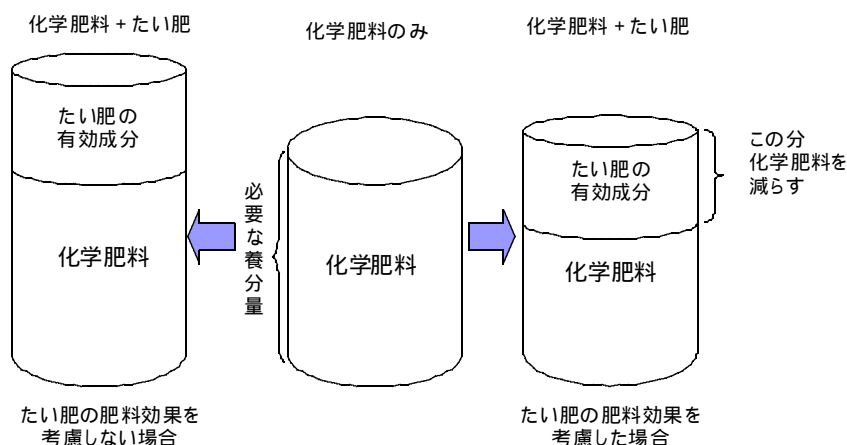 化学肥料 + たい肥
たい肥の
有効成分
化学肥料
たい肥の肥料効果を
考慮しない場合
化学肥料のみ
必要な養分量
化学肥料
化学肥料 + たい肥
たい肥の
有効成分
化学肥料
この分
化学肥料を
減らす
たい肥の肥料効果を
考慮した場合